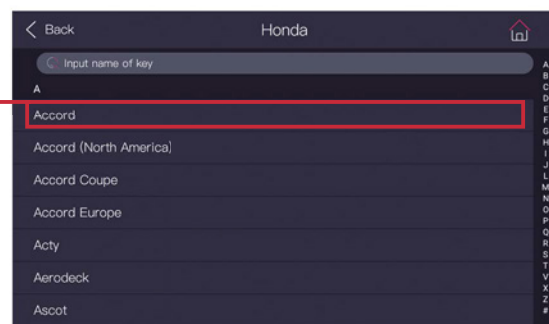 Back Honda
Input name of key
A
Accord
Accord (North America)
Accord Coupe
Accord Europe
Acty
Aerodeck
Ascot
A
B
C
D
E
F
G
H
I
J
L
M
N
O
P
Q
R
S
T
V
X
Z
#